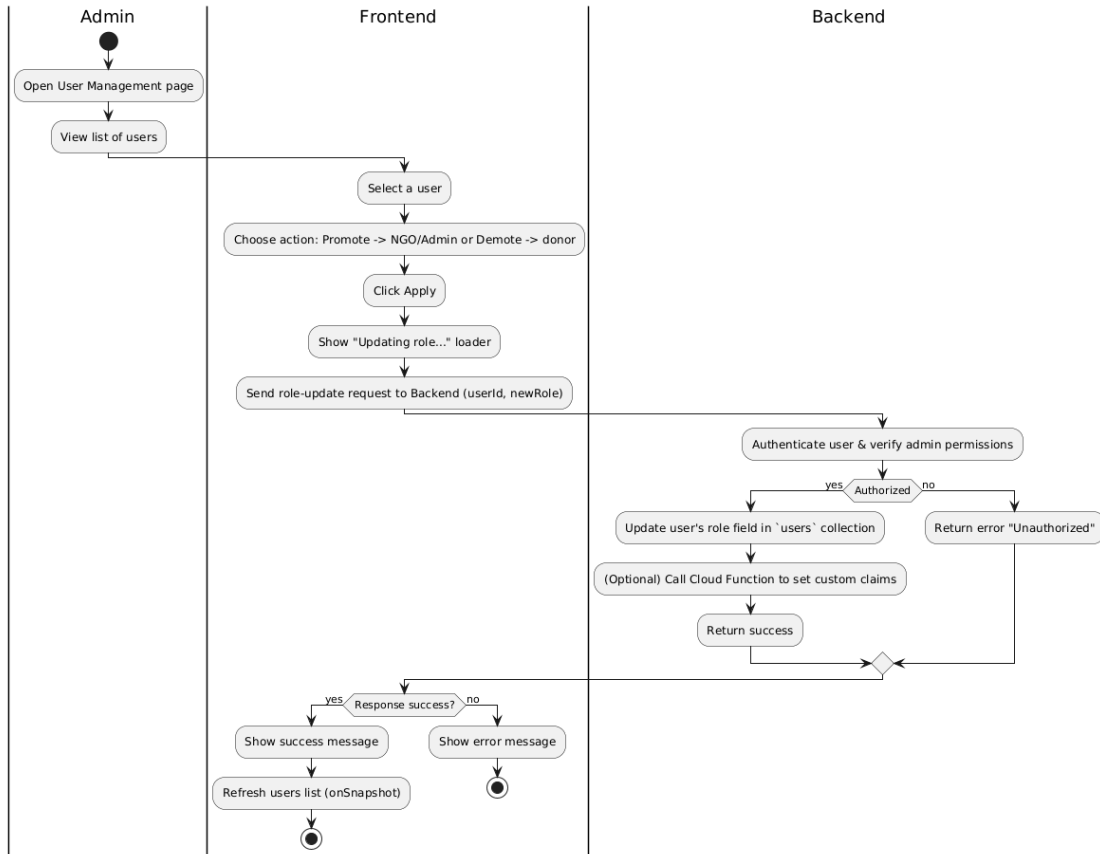 Admin
Frontend
Backend
Open User Management page
View list of users
Select a user
Choose action: Promote -> NGO/Admin or Demote -> donor
Click Apply
Show "Updating role..." loader
Send role-update request to Backend (userId, newRole)
Authenticate user & verify admin permissions
yes
Authorized
no
Update user's role field in `users` collection
Return error "Unauthorized"
(Optional) Call Cloud Function to set custom claims
Return success
yes
Response success?
no
Show success message
Show error message
Refresh users list (onSnapshot)